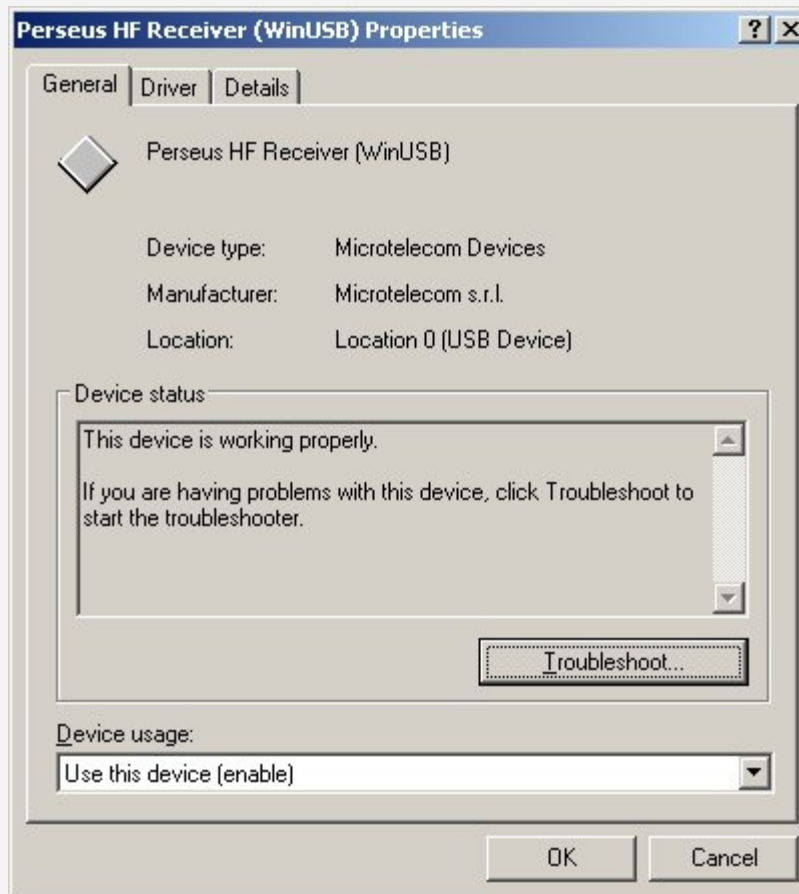 Perseus HF Receiver (WinUSB) Properties
General Driver Details
Perseus HF Receiver (WinUSB)
Device type: Microtelecom Devices
Manufacturer: Microtelecom s.r.l.
Location: Location 0 (USB Device)
Device status
This device is working properly.
If you are having problems with this device, click Troubleshoot to
start the troubleshooter.
Troubleshoot...
Device usage:
Use this device (enable)
OK Cancel